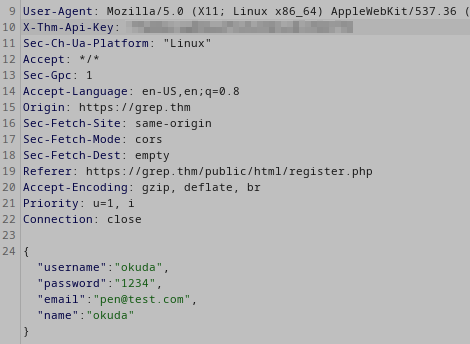 9 User-Agent: Mozilla/5.0 (X11; Linux x86_64) AppleWebKit/537.36 (
10 X-Thm-Api-Key:
11 Sec-Ch-Ua-Platform: "Linux"
12 Accept: */*
13 Sec-Gpc: 1
14 Accept-Language: en-US,en;q=0.8
15 Origin: https://grep.thm
16 Sec-Fetch-Site: same-origin
17 Sec-Fetch-Mode: cors
18 Sec-Fetch-Dest: empty
19 Referer: https://grep.thm/public/html/register.php
20 Accept-Encoding: gzip, deflate, br
21 Priority: u=1, i
22 Connection: close
23
24 {
"username":"okuda",
"password":"1234",
"email":"pen@test.com",
"name":"okuda"
}